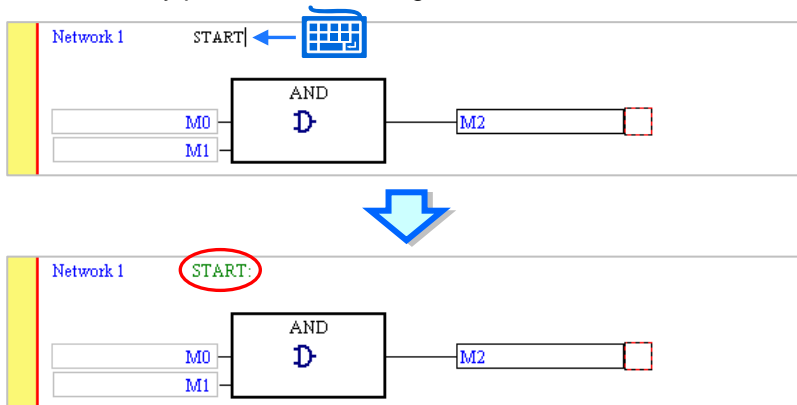 Network 1 START
AND
M0 M2
M1
Network 1 START:
AND
M0 M2
M1